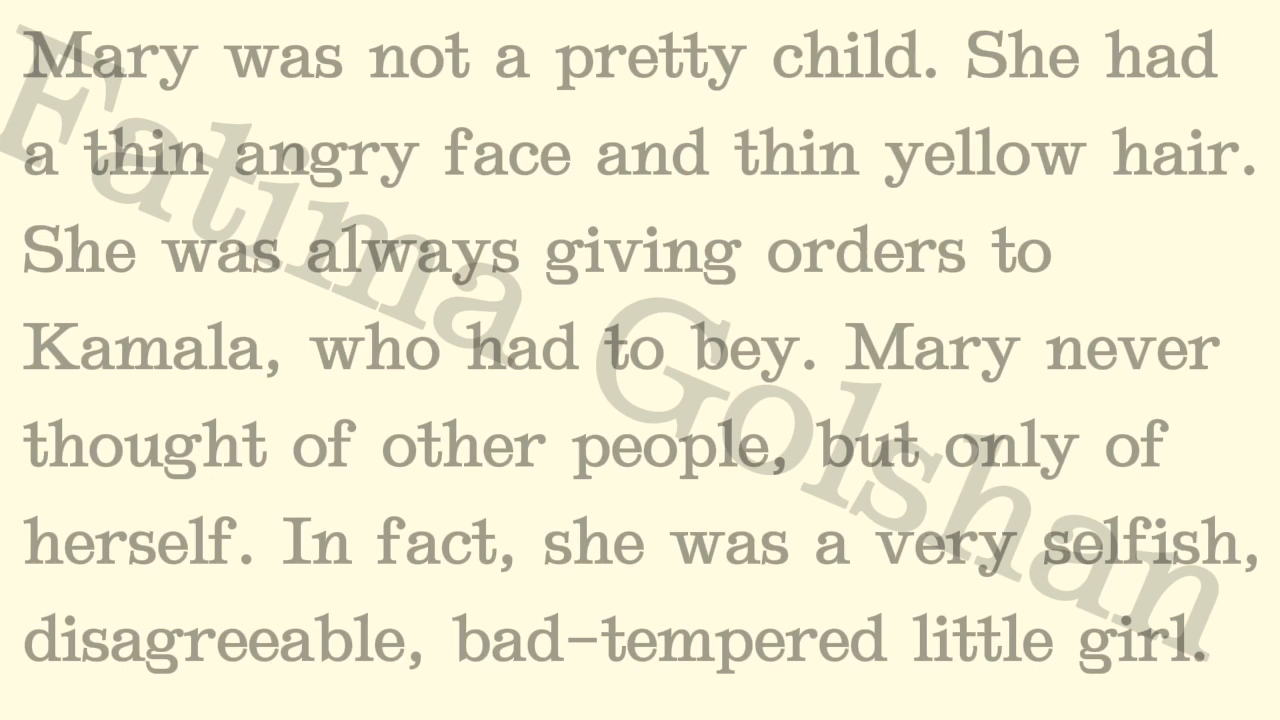 Mary was not a pretty child. She had
a thin angry face and thin yellow hair.
She was always giving orders to
Kamala, who had to bey. Mary never
thought of other people, but only of
herself. In fact, she was a very selfish,
disagreeable, bad-tempered little girl.
Fatima Golshan